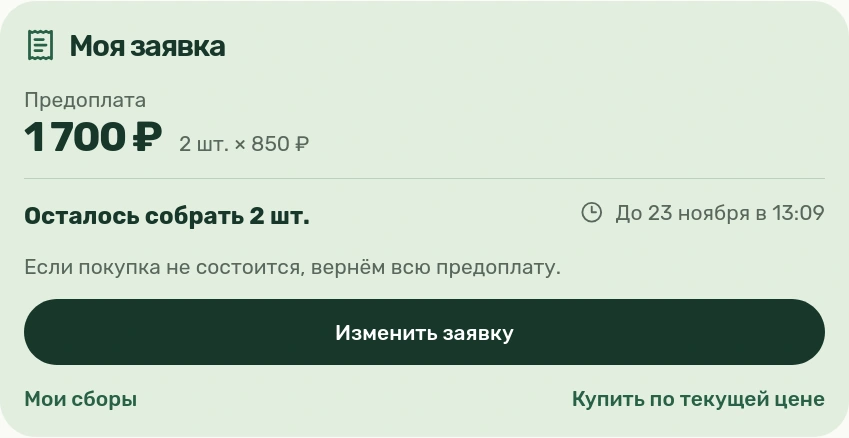 Моя заявка
Предоплата
1 700 ₽ 2 шт. × 850 ₽
Осталось собрать 2 шт. До 23 ноября в 13:09
Если покупка не состоится, вернём всю предоплату.
Изменить заявку
Мои сборы Купить по текущей цене